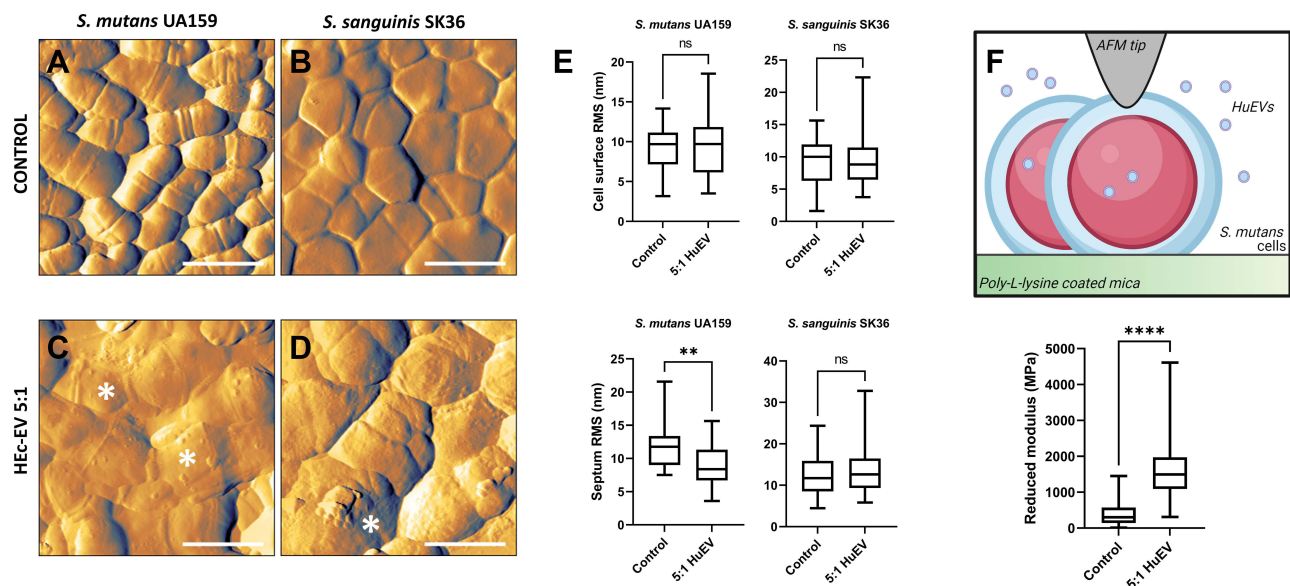 S. mutans UA159
S. sanguinis SK36
CONTROL
A
B
HEc-EV 5:1
C
*
*
D
*
E
S. mutans UA159
ns
Cell surface RMS (nm)
20
15
10
5
0
Control
5:1 HuEV
S. sanguinis SK36
ns
25
20
15
10
5
0
Control
5:1 HuEV
S. mutans UA159
**
Septum RMS (nm)
25
20
15
10
5
0
Control
5:1 HuEV
S. sanguinis SK36
ns
40
30
20
10
0
Control
5:1 HuEV
F
AFM tip
HuEVs
S. mutans
cells
Poly-L-lysine coated mica
****
Reduced modulus (MPa)
5000
4000
3000
2000
1000
0
Control
5:1 HuEV